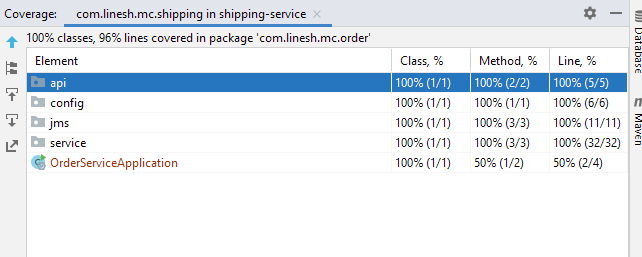 Coverage: com.linesh.mc.shipping in shipping-service
100% classes, 96% lines covered in package 'com.linesh.mc.order'
Element Class, % Method, % Line, %
api 100% (1/1) 100% (2/2) 100% (5/5)
config 100% (1/1) 100% (1/1) 100% (6/6)
jms 100% (1/1) 100% (3/3) 100% (11/11)
service 100% (1/1) 100% (3/3) 100% (32/32)
OrderServiceApplication 100% (1/1) 50% (1/2) 50% (2/4)
Database
Maven